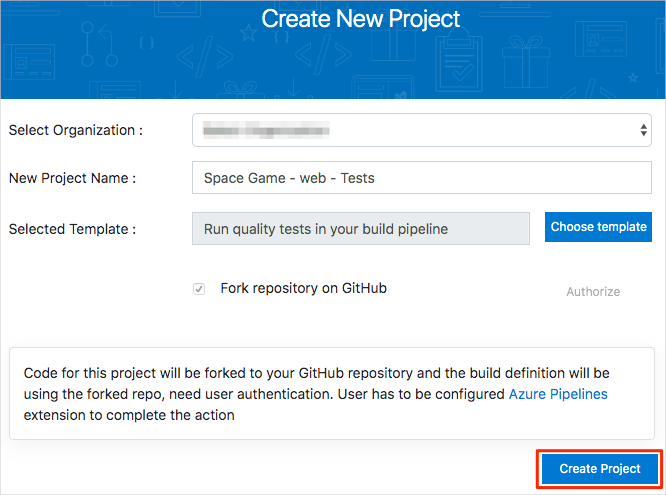 Create New Project
Select Organization :
New Project Name :
Space Game - web - Tests
Selected Template :
Run quality tests in your build pipeline
Choose template
Fork repository on GitHub
Authorize
Code for this project will be forked to your GitHub repository and the build definition will be
using the forked repo, need user authentication. User has to be configured Azure Pipelines
extension to complete the action
Create Project